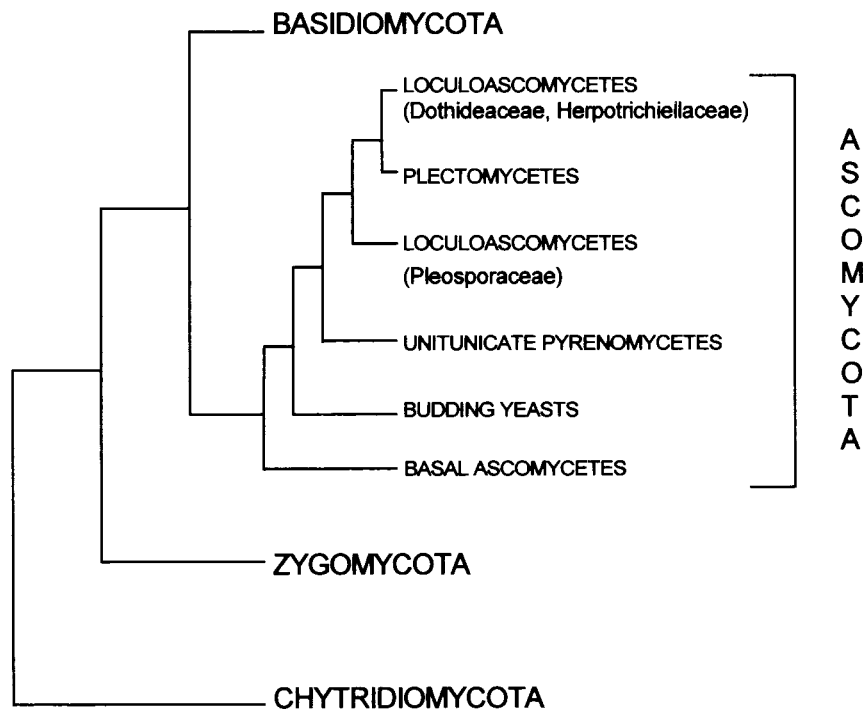 BASIDIOMYCOTA
LOCULOASCOMYCETES
(Dothideaceae, Herpotrichiellaceae)
PLECTOMYCETES
LOCULOASCOMYCETES
(Pleosporaceae)
UNITUNICATE PYRENOMYCETES
BUDDING YEASTS
BASAL ASCOMYCETES
ASCOMYCOTA
ZYGOMYCOTA
CHYTRIDIOMYCOTA